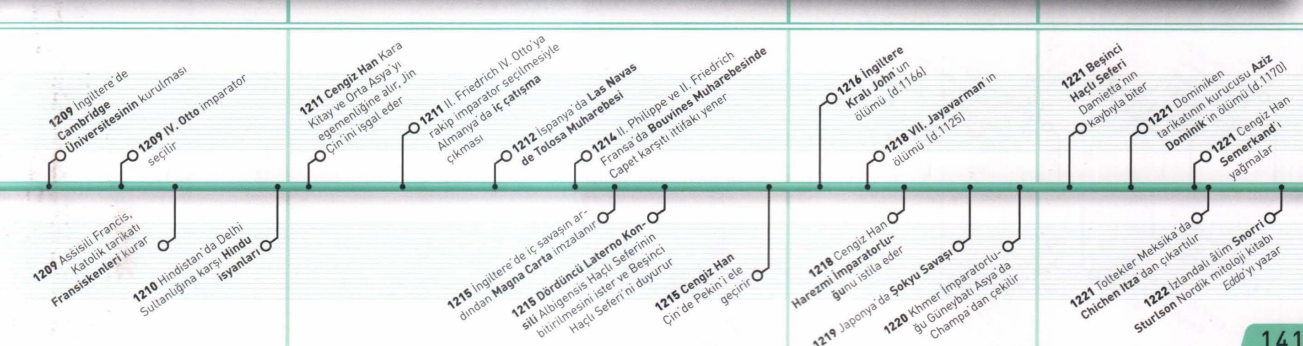 1209 İngiltere'de
Cambridge
Üniversitesinin kurulması
1209 IV. Otto imparator
seçilir
1211 Cengiz Han Kara
Kitay ve Orta Asya'yı
egemenliğine alır, Jin
Çin'ini işgal eder
1211 II. Friedrich IV. Otto'ya
rakip imparator seçilmesiyle
Almanya'da iç çatışma
çıkması
1212 İspanya'da Las Navas
de Tolosa Muharebesi
1214 II. Philippe ve II. Friedrich
Fransa'da Bouvines Muharebesinde
Capet karşıtı ittifakı yener
1216 İngiltere
Kralı John'un
ölümü (d.1166)
1218 VII. Jayavarman'ın
ölümü (d.1125)
1221 Beşinci
Haçlı Seferi
Damietta'nın
kaybıyla biter
1221 Dominiken
tarikatının kurucusu Aziz
Dominik'in ölümü (d.1170)
1221 Cengiz Han
Semerkand'ı
yağmalar
1209 Assisili Francis,
Katolik tarikatı
Fransiskenleri kurar
1210 Hindistan'da Delhi
Sultanlığına karşı Hindu
isyanları
1215 İngiltere'de iç savaşın ar-
dından Magna Carta imzalanır
1215 Dördüncü Laterno Kon-
sili Albigensis Haçlı Seferinin
bitirilmesini ister ve Beşinci
Haçlı Seferi'ni duyurur
1215 Cengiz Han
Çin'de Pekin'i ele
geçirir
1218 Cengiz Han
Harezmi İmparatorlu-
ğunu istila eder
1219 Japonya'da Şokyu Savaşı
1220 Khmer İmparatorlu-
ğu Güneybatı Asya'da
Champa'dan çekilir
1221 Toltekler Meksika'da
Chichen Itza'dan çıkartılır
1222 İzlandalı âlim Snorri
Sturlson Nordik mitoloji kitabı
Eddo'yı yazar
141